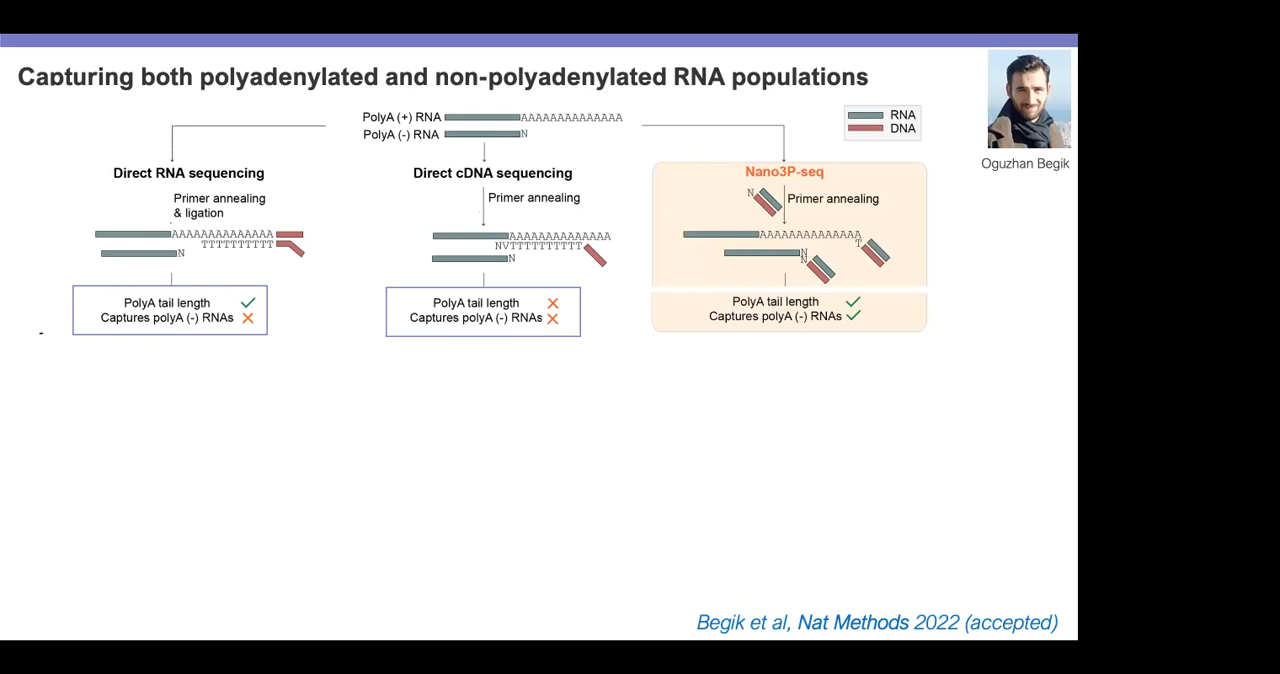 Capturing both polyadenylated and non-polyadenylated RNA populations
Oguzhan Begik
RNA
DNA
PolyA (+) RNA AAAAAAAAAAAAAA
PolyA (-) RNA N
Direct RNA sequencing
Primer annealing
& ligation
AAAAAAAAAAAAAA
TTTTTTTTTT
N
PolyA tail length ✓
Captures polyA (-) RNAs ✕
Direct cDNA sequencing
Primer annealing
AAAAAAAAAAAAAA
NVTTTTTTTTTT
N
PolyA tail length ✕
Captures polyA (-) RNAs ✕
Nano3P-seq
N
Primer annealing
AAAAAAAAAAAAAA
T
N
N
PolyA tail length ✓
Captures polyA (-) RNAs ✓
Begik et al, Nat Methods 2022 (accepted)